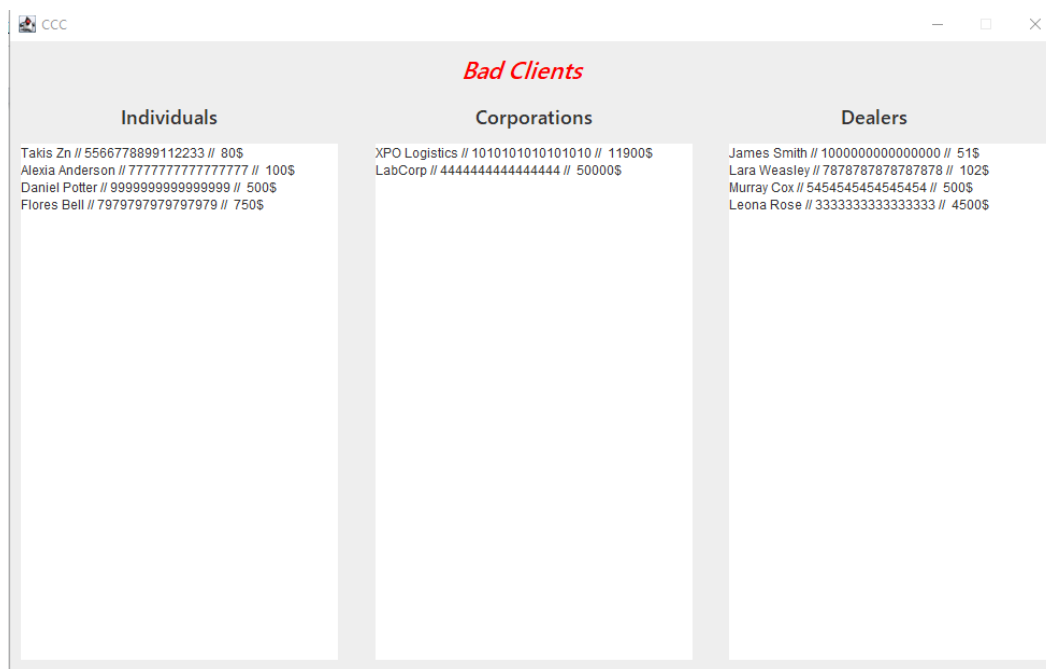 CCC
Bad Clients
Individuals
Takis Zn // 5566778899112233 // 80$
Alexia Anderson // 7777777777777777 // 100$
Daniel Potter // 9999999999999999 // 500$
Flores Bell // 7979797979797979 // 750$
Corporations
XPO Logistics // 1010101010101010 // 11900$
LabCorp // 4444444444444444 // 50000$
Dealers
James Smith // 1000000000000000 // 51$
Lara Weasley // 7878787878787878 // 102$
Murray Cox // 5454545454545454 // 500$
Leona Rose // 3333333333333333 // 4500$